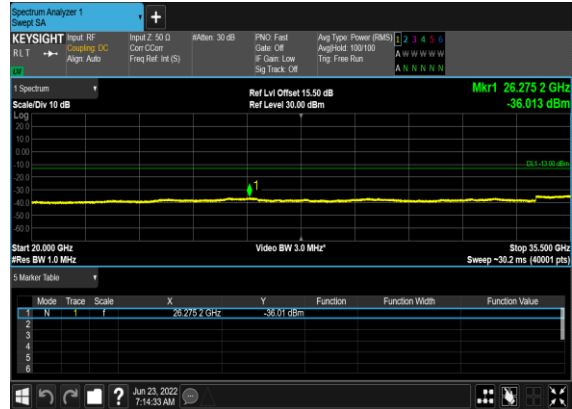 Spectrum Analyzer 1
Swept SA
+
KEYSIGHT Input: RF Input Z: 50 Ω #Atten: 30 dB PNO: Fast Avg Type: Power (RMS) 1 2 3 4 5 6
RLT Coupling: DC Corr CCorr Gate: Off Avg|Hold: 100/100 A W W W W W
Align: Auto Freq Ref: Int (S) IF Gain: Low Trig: Free Run
LV Sig Track: Off A N N N N N
1 Spectrum Ref Lvl Offset 15.50 dB Mkr1 26.275 2 GHz
Scale/Div 10 dB Ref Level 30.00 dBm -36.013 dBm
Log
20.0
10.0
0.00
-10.0 DL1 -13.00 dBm
-20.0
-30.0 1
-40.0
-50.0
-60.0
Start 20.000 GHz Video BW 3.0 MHz* Stop 35.500 GHz
#Res BW 1.0 MHz Sweep ~30.2 ms (40001 pts)
5 Marker Table
Mode Trace Scale X Y Function Function Width Function Value
1 N 1 f 26.275 2 GHz -36.01 dBm
2
3
4
5
6
? Jun 23, 2022
7:14:33 AM